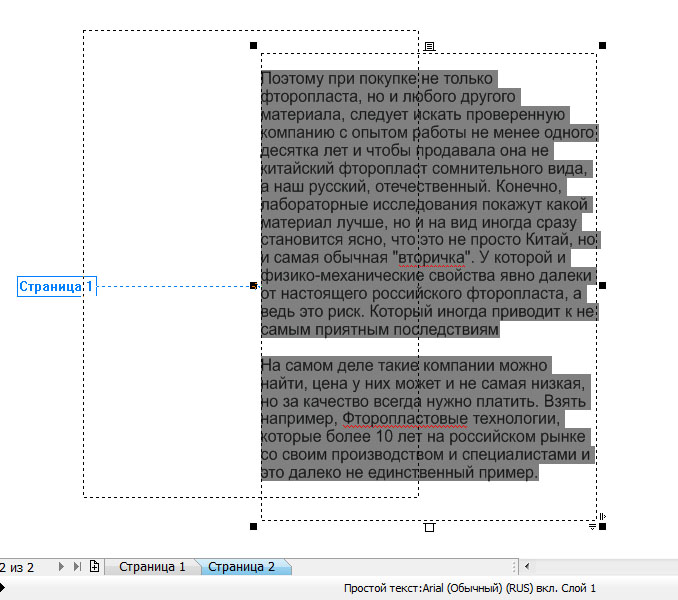 Поэтому при покупке не только
фторопласта, но и любого другого
материала, следует искать проверенную
компанию с опытом работы не менее одного
десятка лет и чтобы продавала она не
китайский фторопласт сомнительного вида,
а наш русский, отечественный. Конечно,
лабораторные исследования покажут какой
материал лучше, но и на вид иногда сразу
становится ясно, что это не просто Китай, но
и самая обычная "вторичка". У которой и
физико-механические свойства явно далеки
Страница 1
от настоящего российского фторопласта, а
ведь это риск. Который иногда приводит к не
самым приятным последствиям
На самом деле такие компании можно
найти, цена у них может и не самая низкая,
но за качество всегда нужно платить. Взять
например, Фторопластовые технологии,
которые более 10 лет на российском рынке
со своим производством и специалистами и
это далеко не единственный пример.
2 из 2 Страница 1 Страница 2
Простой текст:Arial (Обычный) (RUS) вкл. Слой 1